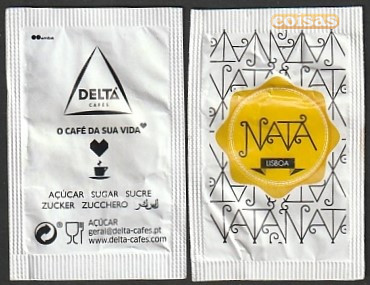 DELTA
CAFÉS
O CAFÉ DA SUA VIDA
AÇÚCAR SUGAR SUCRE
ZUCKER ZUCCHERO السكر
AÇÚCAR
geral@delta-cafes.pt
www.delta-cafes.com
coisas
NATA
LISBOA